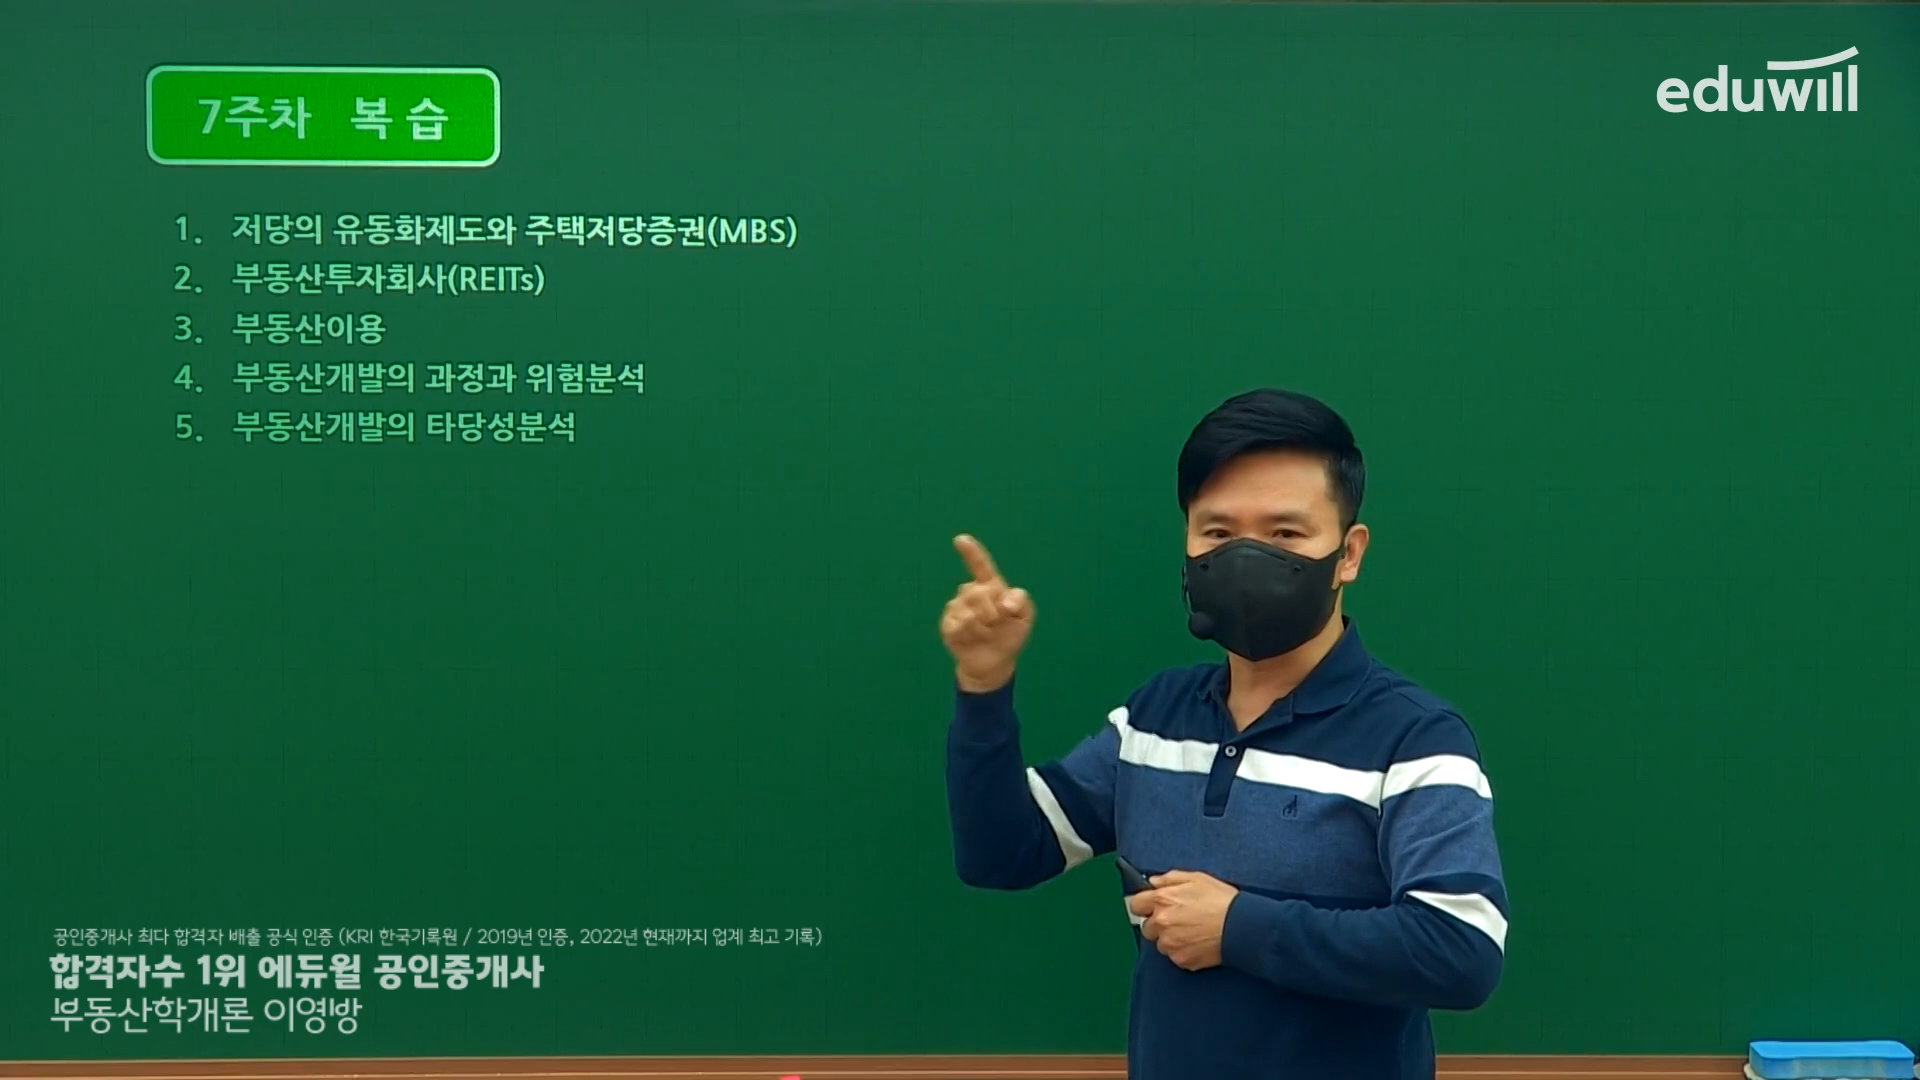 7주차 복습
eduwill
1. 저당의 유동화제도와 주택저당증권(MBS)
2. 부동산투자회사(REITs)
3. 부동산이용
4. 부동산개발의 과정과 위험분석
5. 부동산개발의 타당성분석
공인중개사 최다 합격자 배출 공식 인증 (KRI 한국기록원 / 2019년 인증, 2022년 현재까지 업계 최고 기록)
합격자수 1위 에듀윌 공인중개사
부동산학개론 이영방